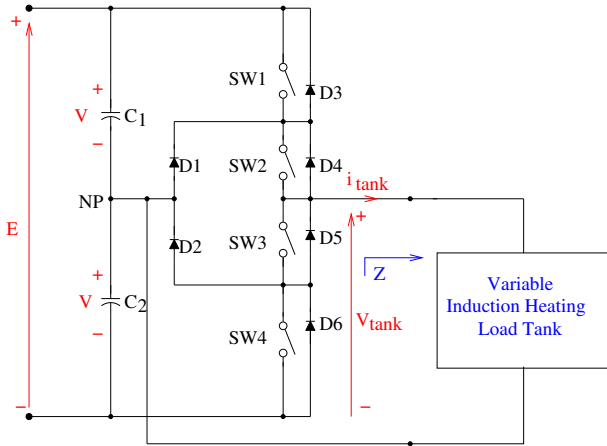 +
SW1
D3
+
V
C1
−
D1
SW2
D4
i tank
NP
+
E
D2
SW3
D5
Z
Variable
Induction Heating
Load Tank
+
V
C2
−
Vtank
SW4
D6
−
−